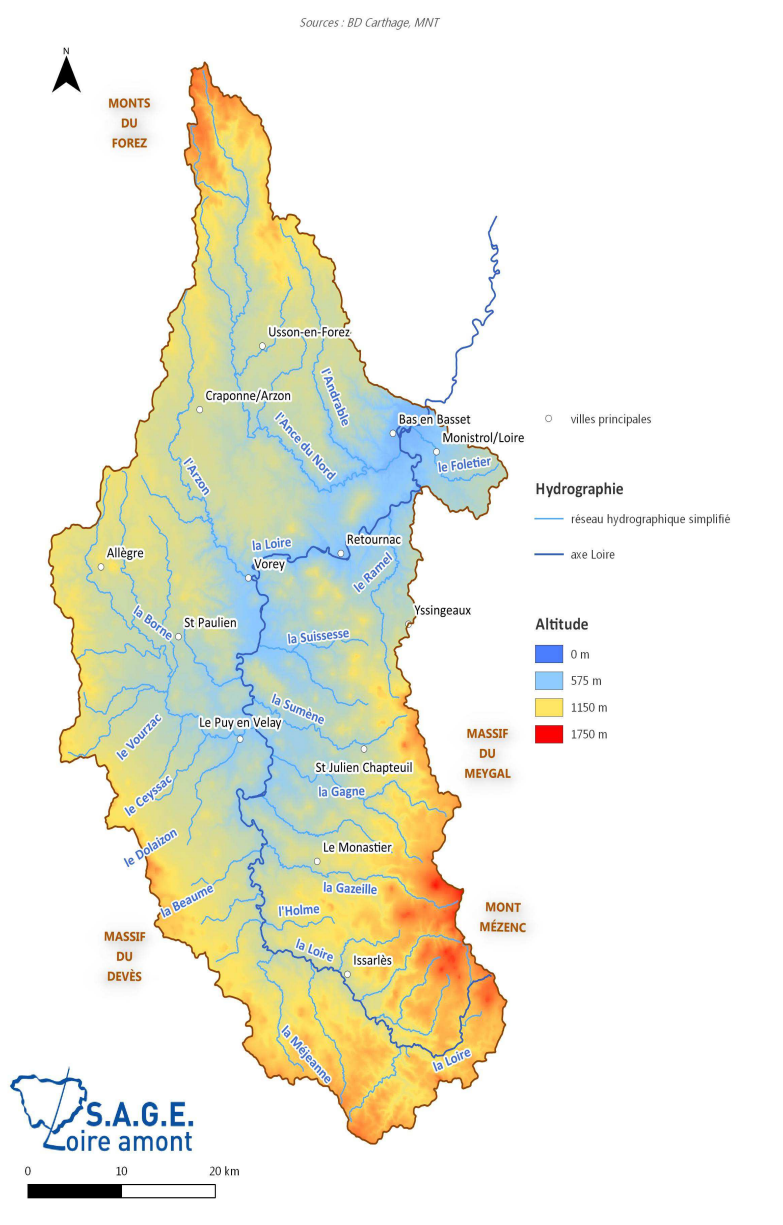 Sources : BD Carthage, MNT
N
MONTS
DU
FOREZ
Usson-en-Forez
Craponne/Arzon
l'Andrable
Bas en Basset
Monistrol/Loire
le Foletier
l'Ance du Nord
l'Arzon
la Loire
Retournac
Vorey
le Ramel
Allègre
Yssingeaux
la Borne
St Paulien
la Suissesse
la Sumène
Le Puy en Velay
le Vourzac
St Julien Chapteuil
la Gagne
le Ceyssac
le Dolaizon
Le Monastier
la Gazeille
la Beaume
l'Holme
la Loire
Issarlès
la Méjeanne
la Loire
MASSIF
DU
MEYGAL
MONT
MÉZENC
MASSIF
DU
DEVÈS
villes principales
Hydrographie
réseau hydrographique simplifié
axe Loire
Altitude
0 m
575 m
1150 m
1750 m
S.A.G.E.
Loire amont
0 10 20 km